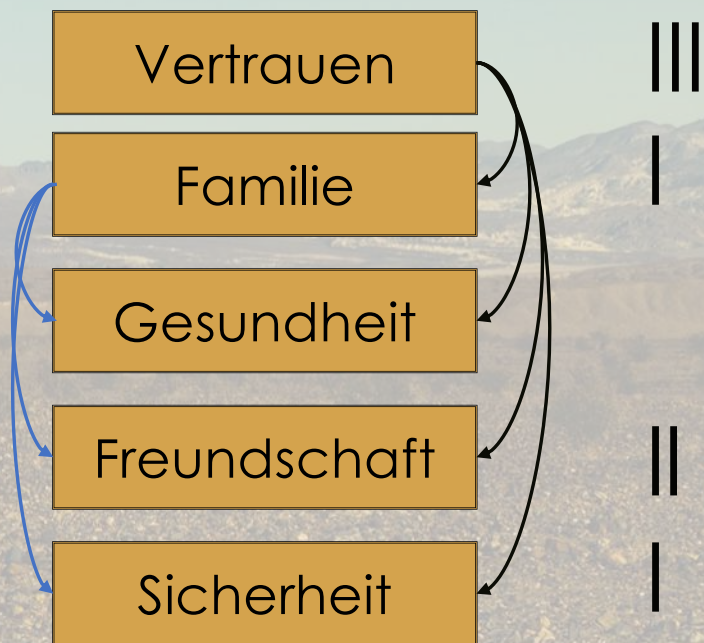 Vertrauen |||
Familie |
Gesundheit
Freundschaft ||
Sicherheit |